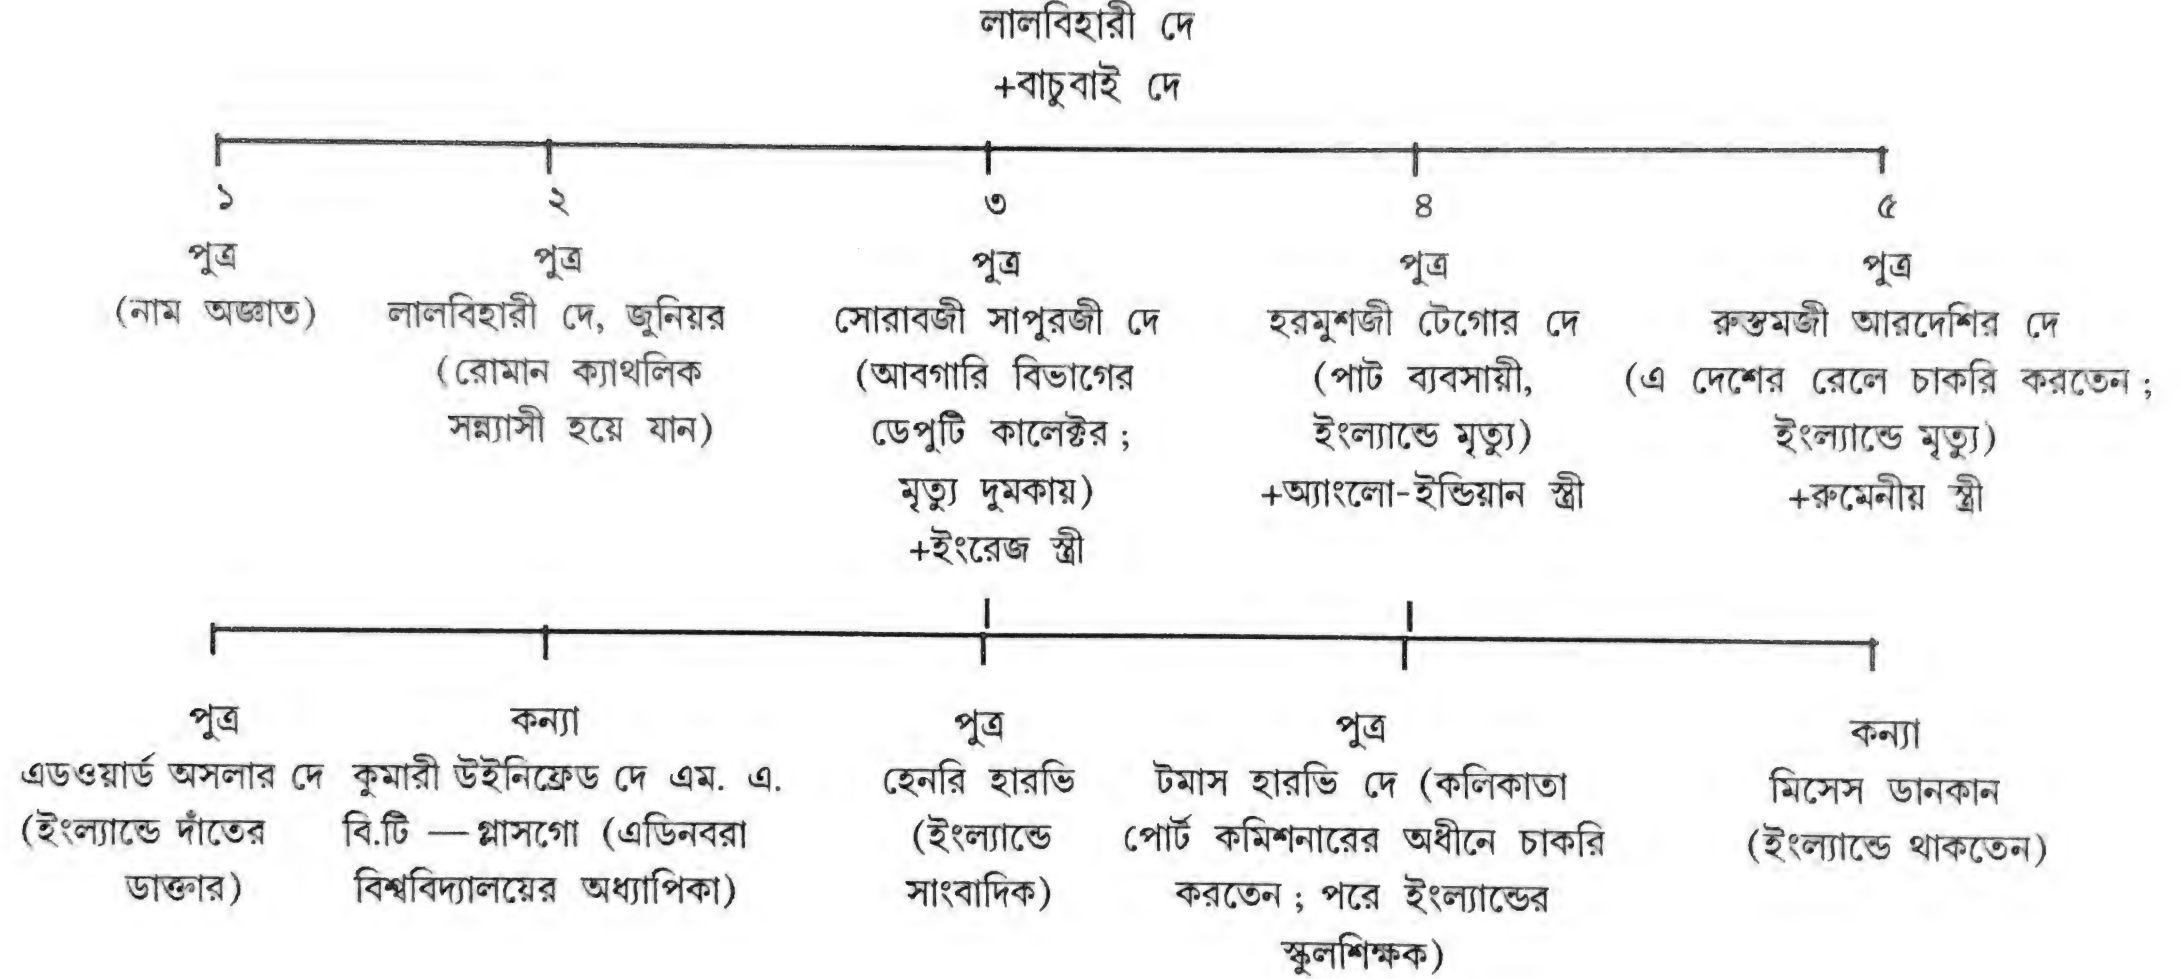 লালবিহারী দে
+বাচুবাই দে
১
২
৩
৪
৫
পুত্র
(নাম অজ্ঞাত)
পুত্র
লালবিহারী দে, জুনিয়র
(রোমান ক্যাথলিক
সন্ন্যাসী হয়ে যান)
পুত্র
সোরাবজী সাপুরজী দে
(আবগারি বিভাগের
ডেপুটি কালেক্টর ;
মৃত্যু দুমকায়)
+ইংরেজ স্ত্রী
পুত্র
হরমুশজী টেগোর দে
(পাট ব্যবসায়ী,
ইংল্যান্ডে মৃত্যু)
+অ্যাংলো-ইন্ডিয়ান স্ত্রী
পুত্র
রুস্তমজী আরদেশির দে
(এ দেশের রেলে চাকরি করতেন ;
ইংল্যান্ডে মৃত্যু)
+রুমেনীয় স্ত্রী
পুত্র
এডওয়ার্ড অসলার দে
(ইংল্যান্ডে দাঁতের
ডাক্তার)
কন্যা
কুমারী উইনিফ্রেড দে এম. এ.
বি.টি — গ্লাসগো (এডিনবরা
বিশ্ববিদ্যালয়ের অধ্যাপিকা)
পুত্র
হেনরি হারভি
(ইংল্যান্ডে
সাংবাদিক)
পুত্র
টমাস হারভি দে (কলিকাতা
পোর্ট কমিশনারের অধীনে চাকরি
করতেন ; পরে ইংল্যান্ডের
স্কুলশিক্ষক)
কন্যা
মিসেস ডানকান
(ইংল্যান্ডে থাকতেন)